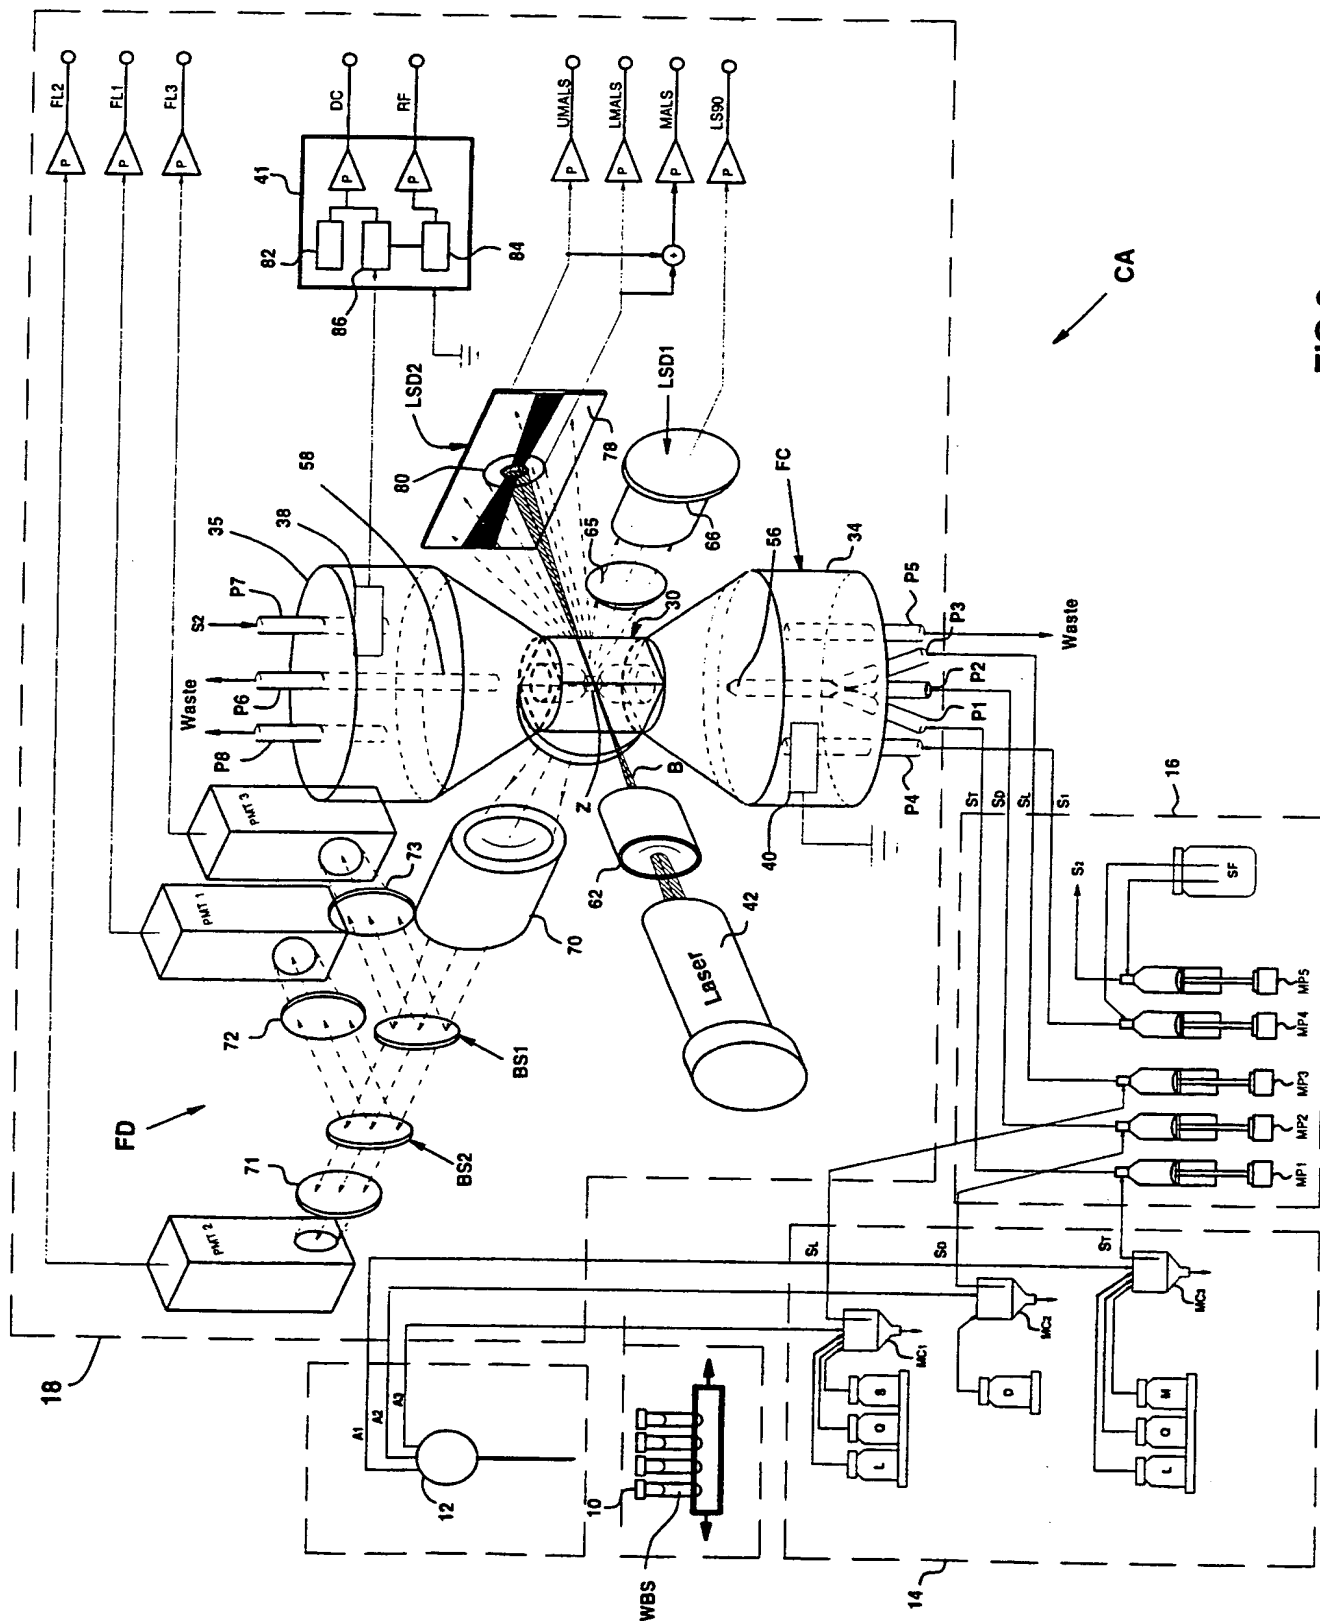 FL2
FL1
FL3
DC
RF
UMALS
LMALS
MALS
LS90
P
P
P
P
P
P
P
P
P
41
82
86
84
CA
LSD2
LSD1
80
78
58
65
66
FC
56
34
30
35
38
S2
P7
P6
P8
Waste
P5
P3
P2
P1
P4
Waste
40
Z
B
62
42
Laser
70
73
72
71
BS1
BS2
FD
PMT 3
PMT 1
PMT 2
18
16
ST
SD
SL
S1
S2
SF
MP5
MP4
MP3
MP2
MP1
SL
SD
ST
MC1
MC2
MC3
A1
A2
A3
12
10
WBS
L
Q
S
D
L
Q
M
14